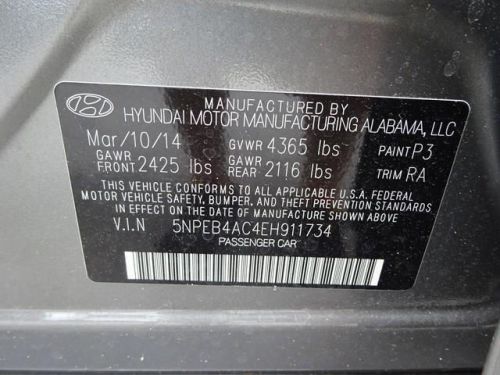 MANUFACTURED BY
HYUNDAI MOTOR MANUFACTURING ALABAMA, LLC
Mar/10/14 GVWR 4365 lbs PAINT P3
GAWR FRONT 2425 lbs GAWR REAR 2116 lbs TRIM RA
THIS VEHICLE CONFORMS TO ALL APPLICABLE U.S.A. FEDERAL
MOTOR VEHICLE SAFETY, BUMPER, AND THEFT PREVENTION STANDARDS
IN EFFECT ON THE DATE OF MANUFACTURE SHOWN ABOVE.
V.I.N 5NPEB4AC4EH911734
PASSENGER CAR